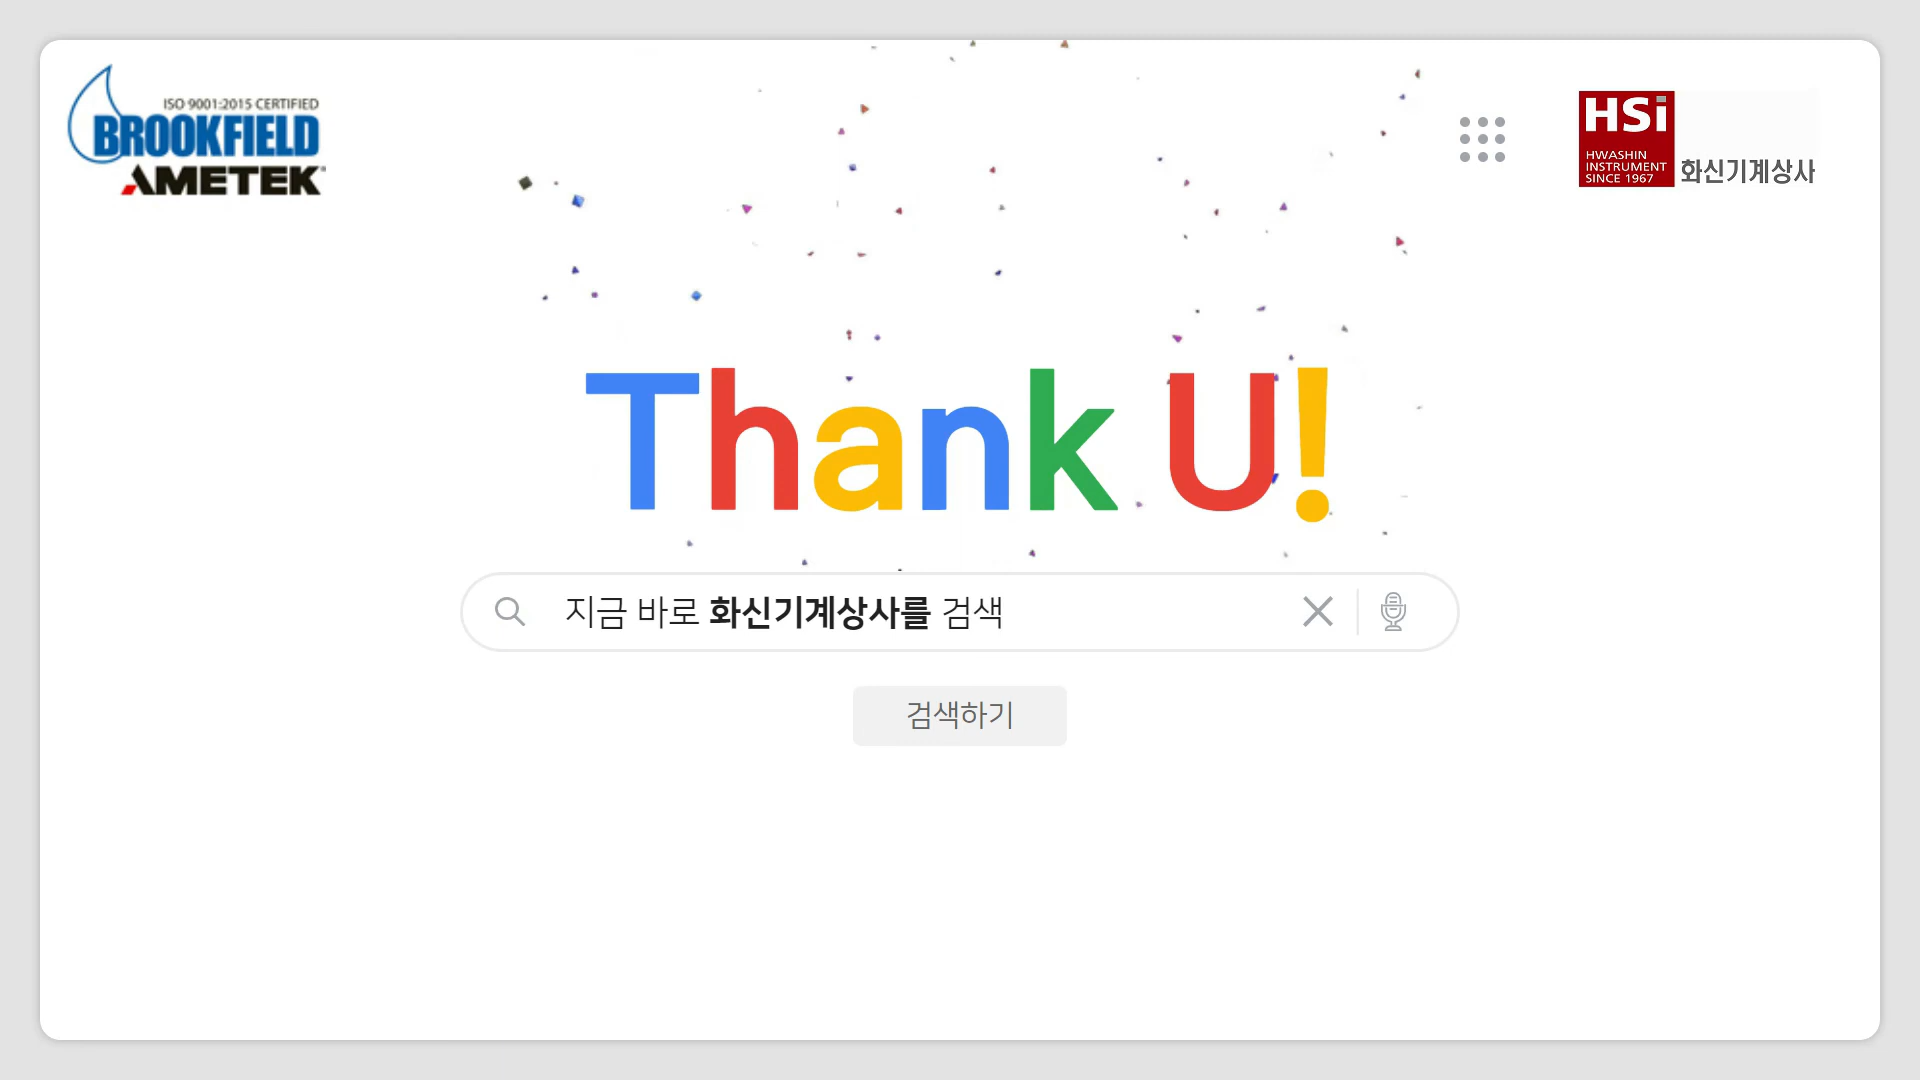 ISO 9001:2015 CERTIFIED
BROOKFIELD
AMETEK
HSi
HWASHIN
INSTRUMENT
SINCE 1967
화신기계상사
Thank U!
지금 바로 화신기계상사를 검색
검색하기